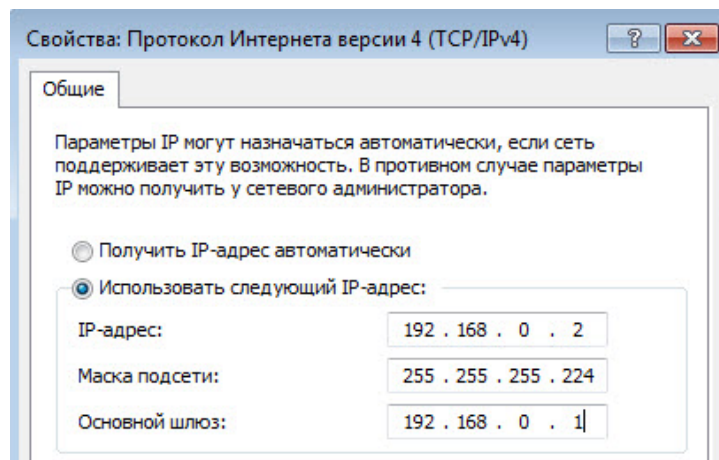 Свойства: Протокол Интернета версии 4 (TCP/IPv4)
Общие
Параметры IP могут назначаться автоматически, если сеть
поддерживает эту возможность. В противном случае параметры
IP можно получить у сетевого администратора.
Получить IP-адрес автоматически
Использовать следующий IP-адрес:
IP-адрес: 192 . 168 . 0 . 2
Маска подсети: 255 . 255 . 255 . 224
Основной шлюз: 192 . 168 . 0 . 1